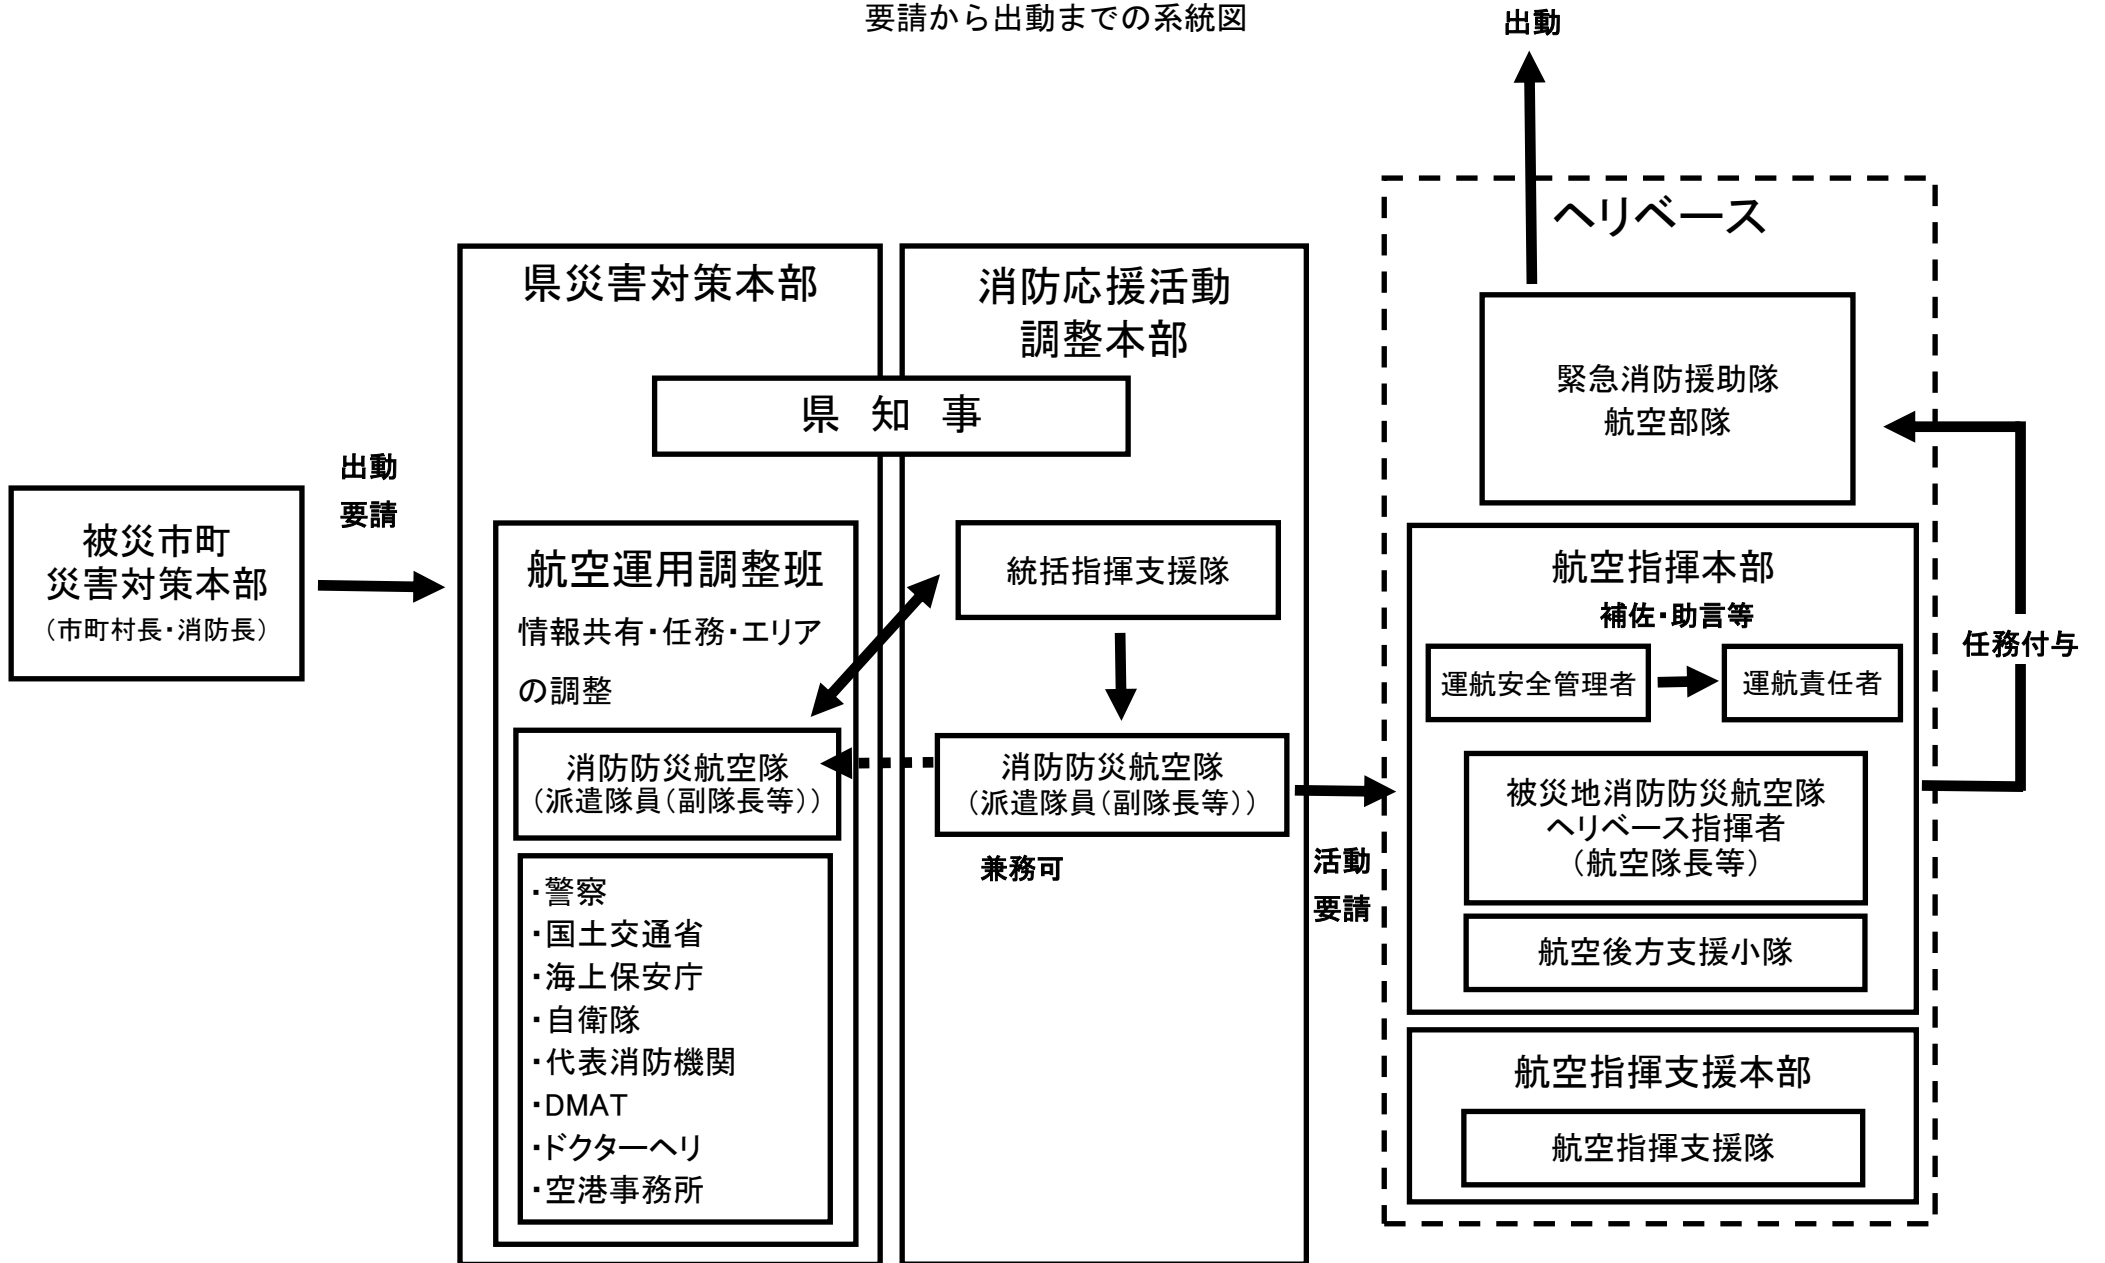 要請から出動までの系統図
出動
被災市町
災害対策本部
（市町村長・消防長）
出動
要請
県災害対策本部
消防応援活動
調整本部
県　知　事
航空運用調整班
情報共有・任務・エリア
の調整
消防防災航空隊
（派遣隊員（副隊長等））
・警察
・国土交通省
・海上保安庁
・自衛隊
・代表消防機関
・DMAT
・ドクターヘリ
・空港事務所
統括指揮支援隊
消防防災航空隊
（派遣隊員（副隊長等））
兼務可
活動
要請
ヘリベース
緊急消防援助隊
航空部隊
航空指揮本部
補佐・助言等
運航安全管理者
運航責任者
被災地消防防災航空隊
ヘリベース指揮者
（航空隊長等）
航空後方支援小隊
航空指揮支援本部
航空指揮支援隊
任務付与